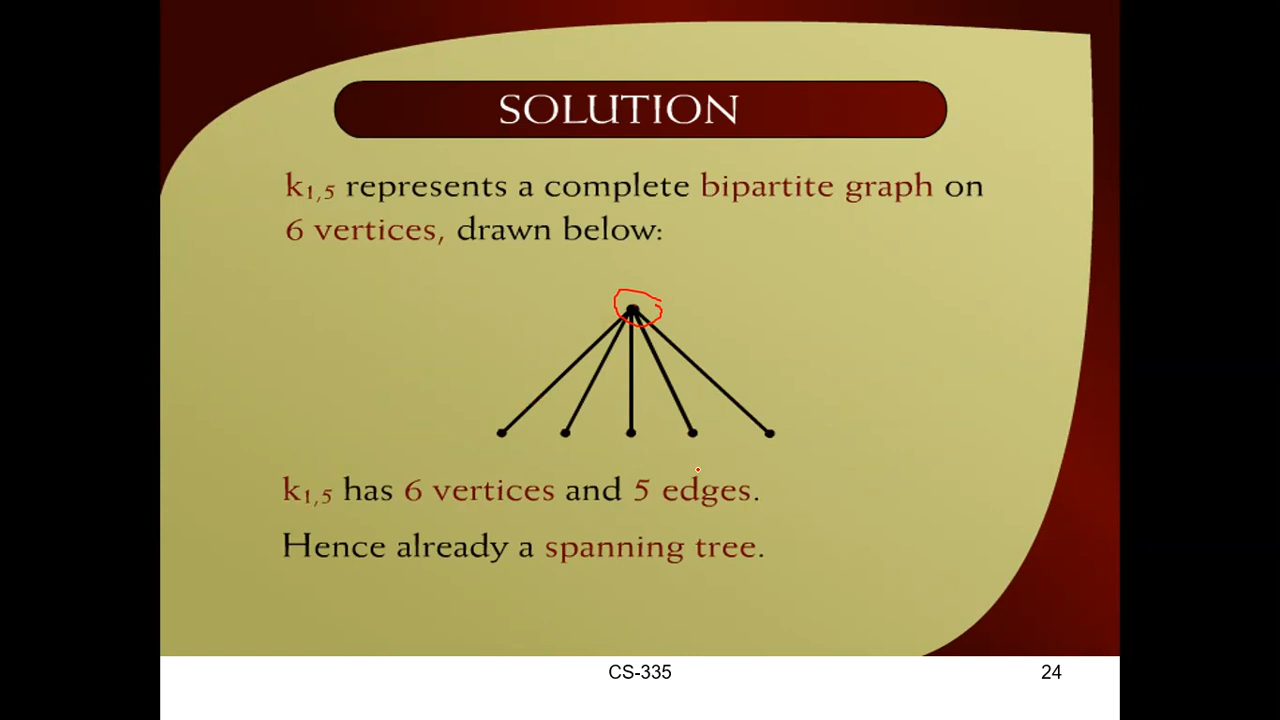 SOLUTION
k1,5 represents a complete bipartite graph on
6 vertices, drawn below:
k1,5 has 6 vertices and 5 edges.
Hence already a spanning tree.
CS-335
24